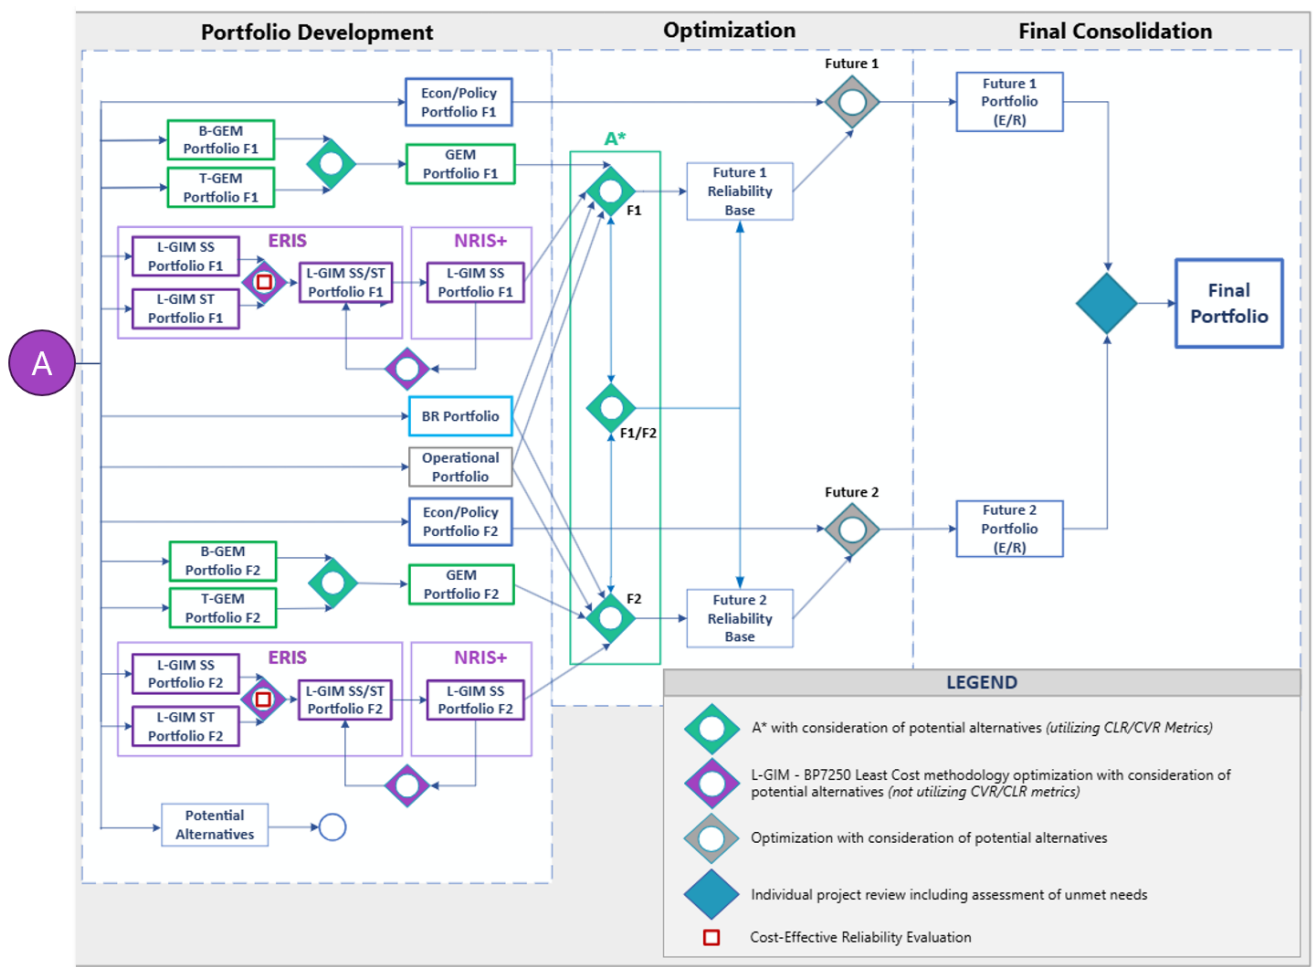 Portfolio Development
Optimization
Final Consolidation
A
Econ/Policy
Portfolio F1
B-GEM
Portfolio F1
T-GEM
Portfolio F1
GEM
Portfolio F1
ERIS
NRIS+
L-GIM SS
Portfolio F1
L-GIM ST
Portfolio F1
L-GIM SS/ST
Portfolio F1
L-GIM SS
Portfolio F1
BR Portfolio
Operational
Portfolio
Econ/Policy
Portfolio F2
B-GEM
Portfolio F2
T-GEM
Portfolio F2
GEM
Portfolio F2
ERIS
NRIS+
L-GIM SS
Portfolio F2
L-GIM ST
Portfolio F2
L-GIM SS/ST
Portfolio F2
L-GIM SS
Portfolio F2
Potential
Alternatives
A*
F1
F1/F2
F2
Future 1
Reliability
Base
Future 2
Reliability
Base
Future 1
Future 2
Future 1
Portfolio
(E/R)
Future 2
Portfolio
(E/R)
Final
Portfolio
LEGEND
A* with consideration of potential alternatives (utilizing CLR/CVR Metrics)
L-GIM - BP7250 Least Cost methodology optimization with consideration of
potential alternatives (not utilizing CVR/CLR metrics)
Optimization with consideration of potential alternatives
Individual project review including assessment of unmet needs
Cost-Effective Reliability Evaluation